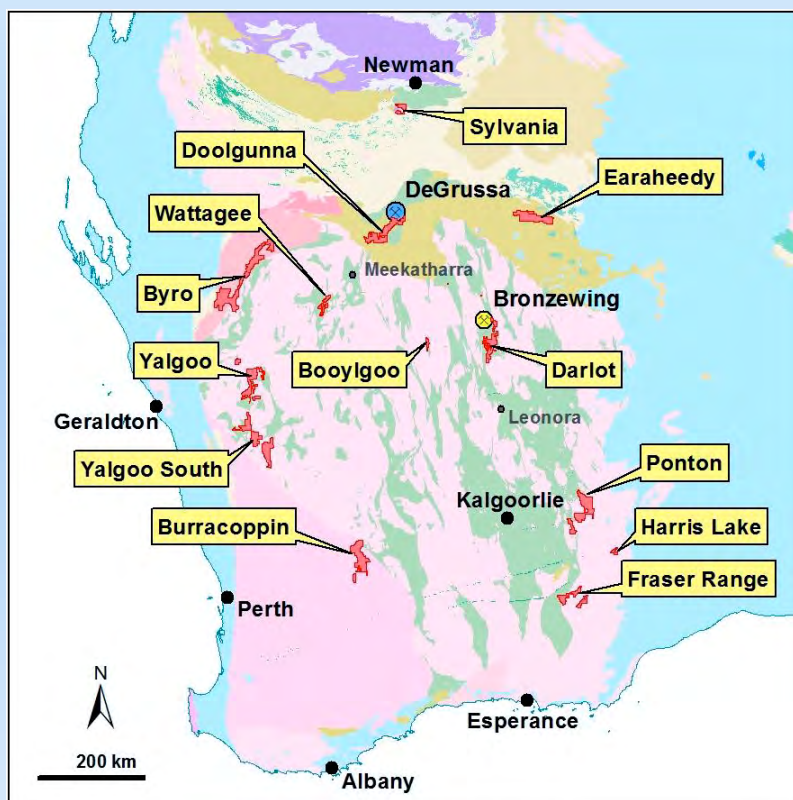 Newman
Sylvania
Doolgunna
DeGrussa
Earaheedy
Wattagee
Meekatharra
Byro
Bronzewing
Yalgoo
Booylgoo
Darlot
Geraldton
Leonora
Yalgoo South
Ponton
Kalgoorlie
Burracoppin
Harris Lake
Fraser Range
Perth
N
Esperance
200 km
Albany